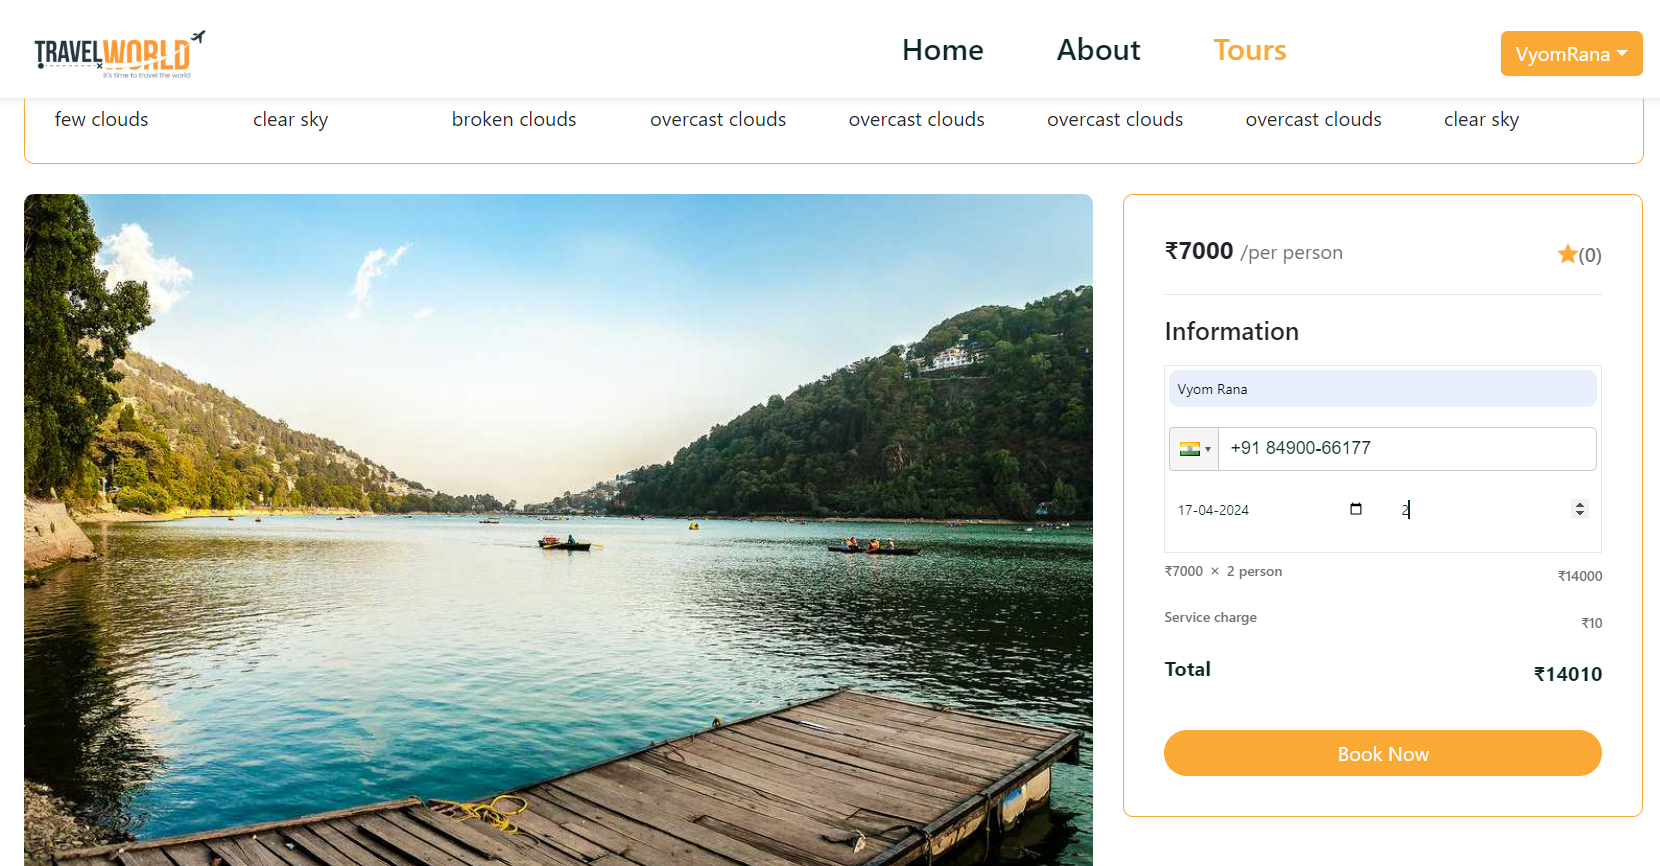 TRAVELWORLD
it's time to travel the world
Home About Tours VyomRana
few clouds clear sky broken clouds overcast clouds overcast clouds overcast clouds overcast clouds clear sky
₹7000 /per person (0)
Information
Vyom Rana
+91 84900-66177
17-04-2024 2
₹7000 × 2 person ₹14000
Service charge ₹10
Total ₹14010
Book Now